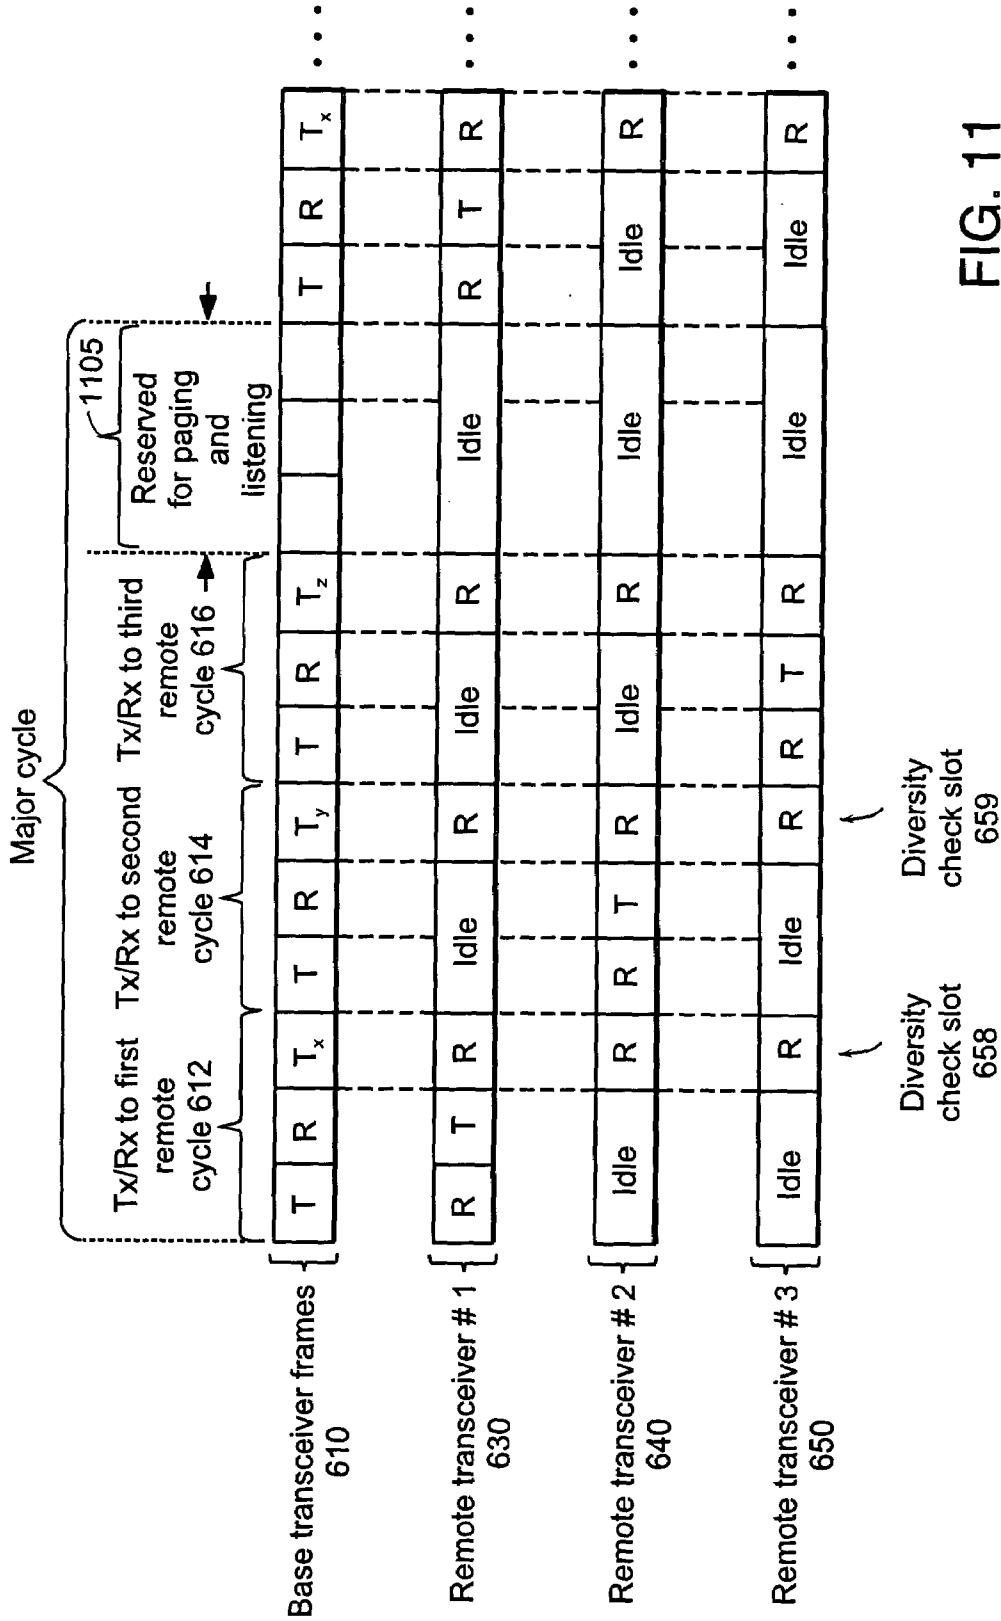 Major cycle
Tx/Rx to first
remote
cycle 612
Tx/Rx to second
remote
cycle 614
Tx/Rx to third
remote
cycle 616
1105
Reserved
for paging
and
listening
Base transceiver frames
610
T R Tx T R Ty T R Tz T R Tx • • •
Remote transceiver # 1
630
R T R Idle R Idle R Idle R T R • • •
Remote transceiver # 2
640
Idle R R T R Idle R Idle Idle R • • •
Remote transceiver # 3
650
Idle R Idle R R T R Idle Idle R • • •
Diversity
check slot
658
Diversity
check slot
659
FIG. 11